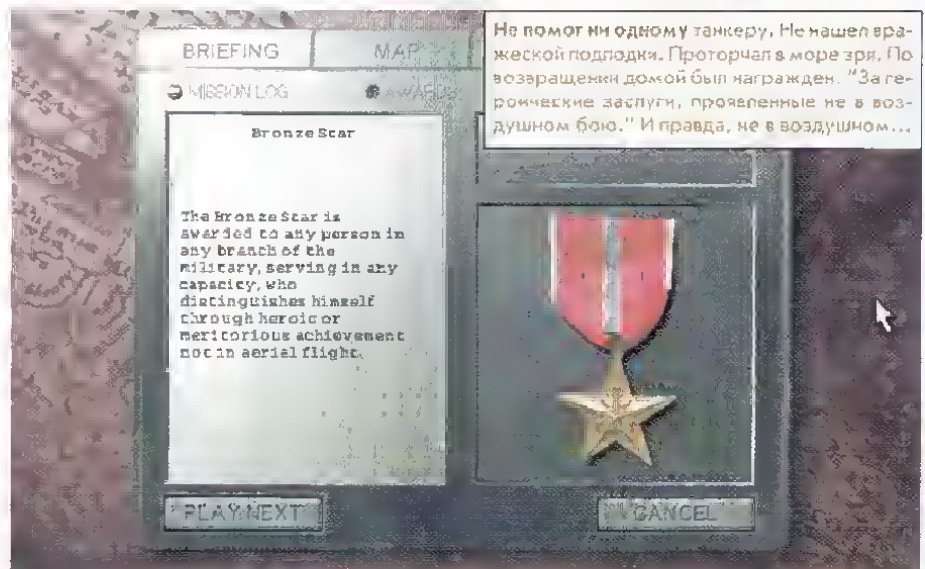 Не помог ни одному танкеру. Не нашел вра-
жеской подлодки. Проторчал в море зря. По
возвращении домой был награжден. "За ге-
роические заслуги, проявленные не в воз-
душном бою." И правда, не в воздушном...
BRIEFING
MAP
MISSION LOG
AWARDS
Bronze Star
The Bronze Star is
awarded to any person in
any branch of the
military, serving in any
capacity, who
distinguishes himself
through heroic or
meritorious achievement
not in aerial flight.
PLAY NEXT
CANCEL